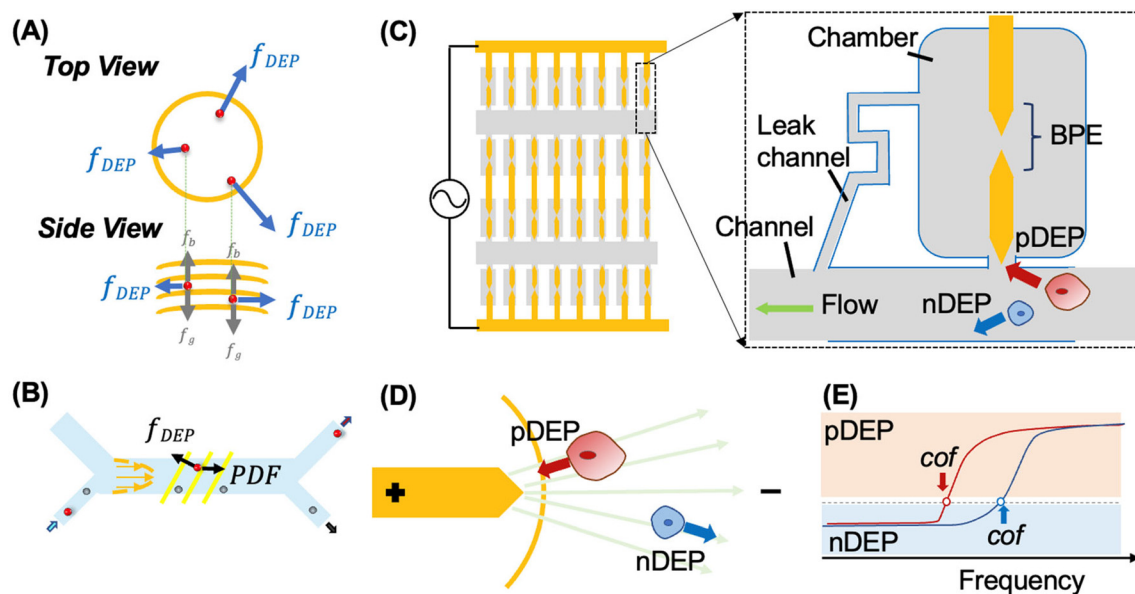 (A)
Top View
f_DEP
f_DEP
f_DEP
Side View
f_b
f_b
f_DEP
f_DEP
f_g
f_g
(B)
f_DEP
PDF
(C)
Chamber
BPE
Leak
channel
Channel
pDEP
Flow
nDEP
(D)
pDEP
+
−
nDEP
(E)
pDEP
cof
cof
nDEP
Frequency